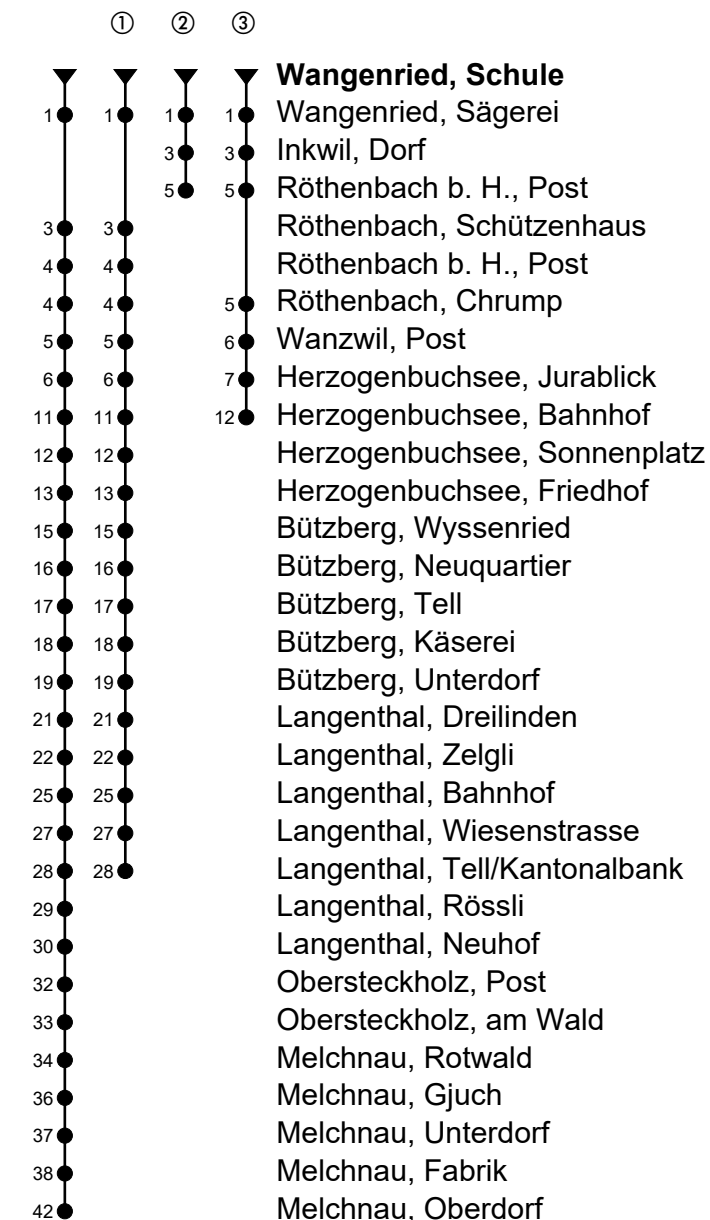 ① ② ③
Wangenried, Schule
1 1 1 1 Wangenried, Sägerei
3 3 Inkwil, Dorf
5 5 Röthenbach b. H., Post
3 3 Röthenbach, Schützenhaus
4 4 Röthenbach b. H., Post
4 4 5 Röthenbach, Chrump
5 5 6 Wanzwil, Post
6 6 7 Herzogenbuchsee, Jurablick
11 11 12 Herzogenbuchsee, Bahnhof
12 12 Herzogenbuchsee, Sonnenplatz
13 13 Herzogenbuchsee, Friedhof
15 15 Bützberg, Wyssenried
16 16 Bützberg, Neuquartier
17 17 Bützberg, Tell
18 18 Bützberg, Käserei
19 19 Bützberg, Unterdorf
21 21 Langenthal, Dreilinden
22 22 Langenthal, Zelgli
25 25 Langenthal, Bahnhof
27 27 Langenthal, Wiesenstrasse
28 28 Langenthal, Tell/Kantonalbank
29 Langenthal, Rössli
30 Langenthal, Neuhof
32 Obersteckholz, Post
33 Obersteckholz, am Wald
34 Melchnau, Rotwald
36 Melchnau, Gjuch
37 Melchnau, Unterdorf
38 Melchnau, Fabrik
42 Melchnau, Oberdorf